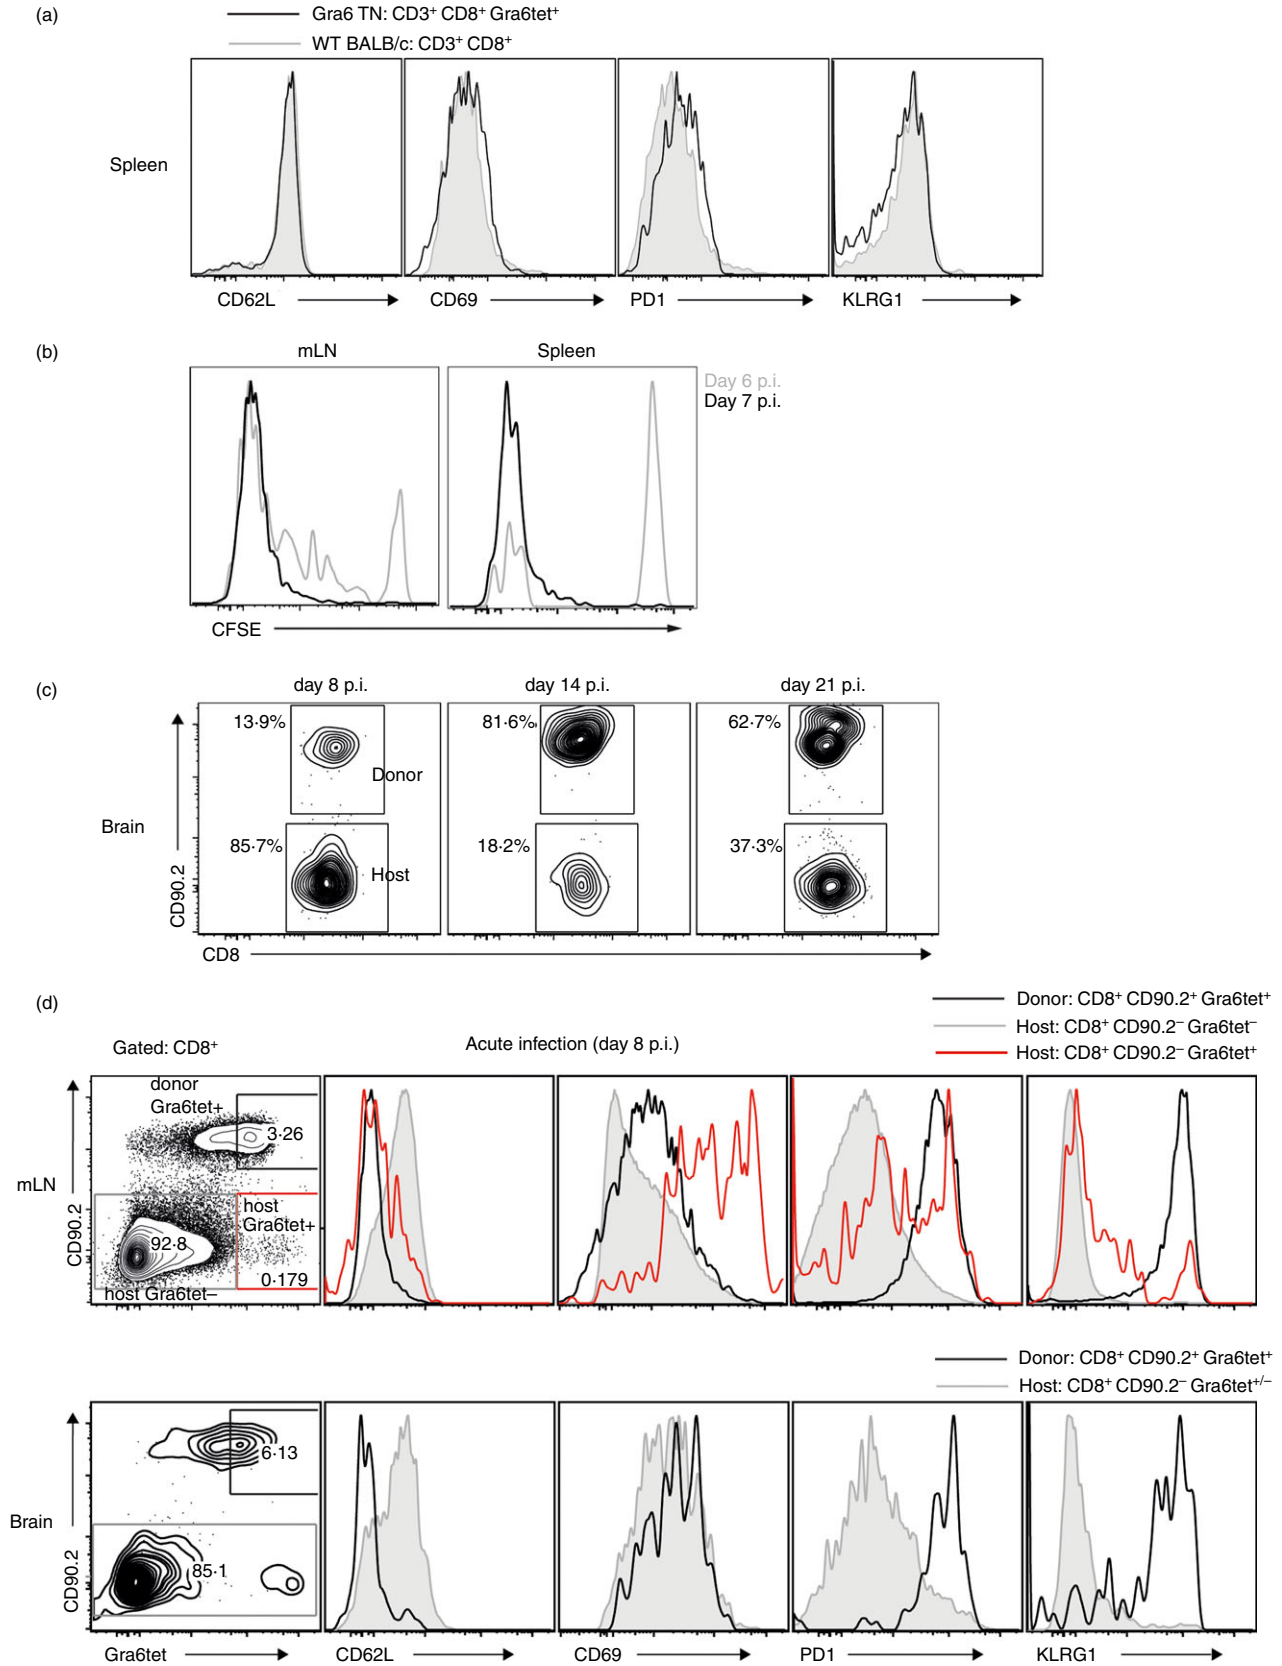 (a)
Gra6 TN: CD3+ CD8+ Gra6tet+
WT BALB/c: CD3+ CD8+
Spleen
CD62L
CD69
PD1
KLRG1
(b)
mLN
Spleen
Day 6 p.i.
Day 7 p.i.
CFSE
(c)
day 8 p.i.
day 14 p.i.
day 21 p.i.
13·9%
81·6%
62·7%
Donor
Brain
85·7%
18·2%
37·3%
Host
CD90.2
CD8
(d)
Donor: CD8+ CD90.2+ Gra6tet+
Host: CD8+ CD90.2– Gra6tet–
Host: CD8+ CD90.2– Gra6tet+
Gated: CD8+
Acute infection (day 8 p.i.)
donor
Gra6tet+
3·26
mLN
CD90.2
host
Gra6tet+
92·8
0·179
host Gra6tet–
Donor: CD8+ CD90.2+ Gra6tet+
Host: CD8+ CD90.2– Gra6tet+/–
6·13
Brain
CD90.2
85·1
Gra6tet
CD62L
CD69
PD1
KLRG1